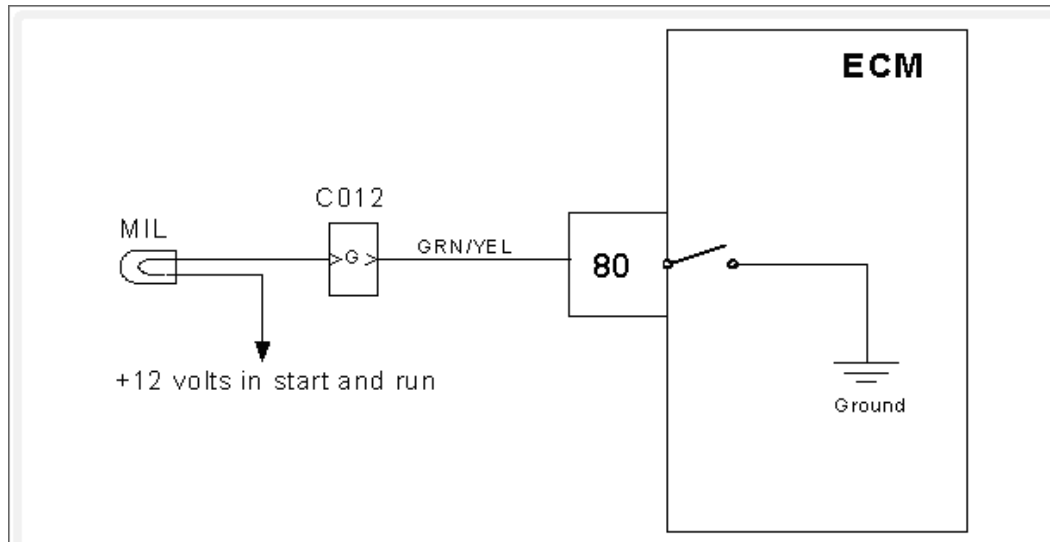 ECM
C012
MIL
>G>
GRN/YEL
80
+12 volts in start and run
Ground